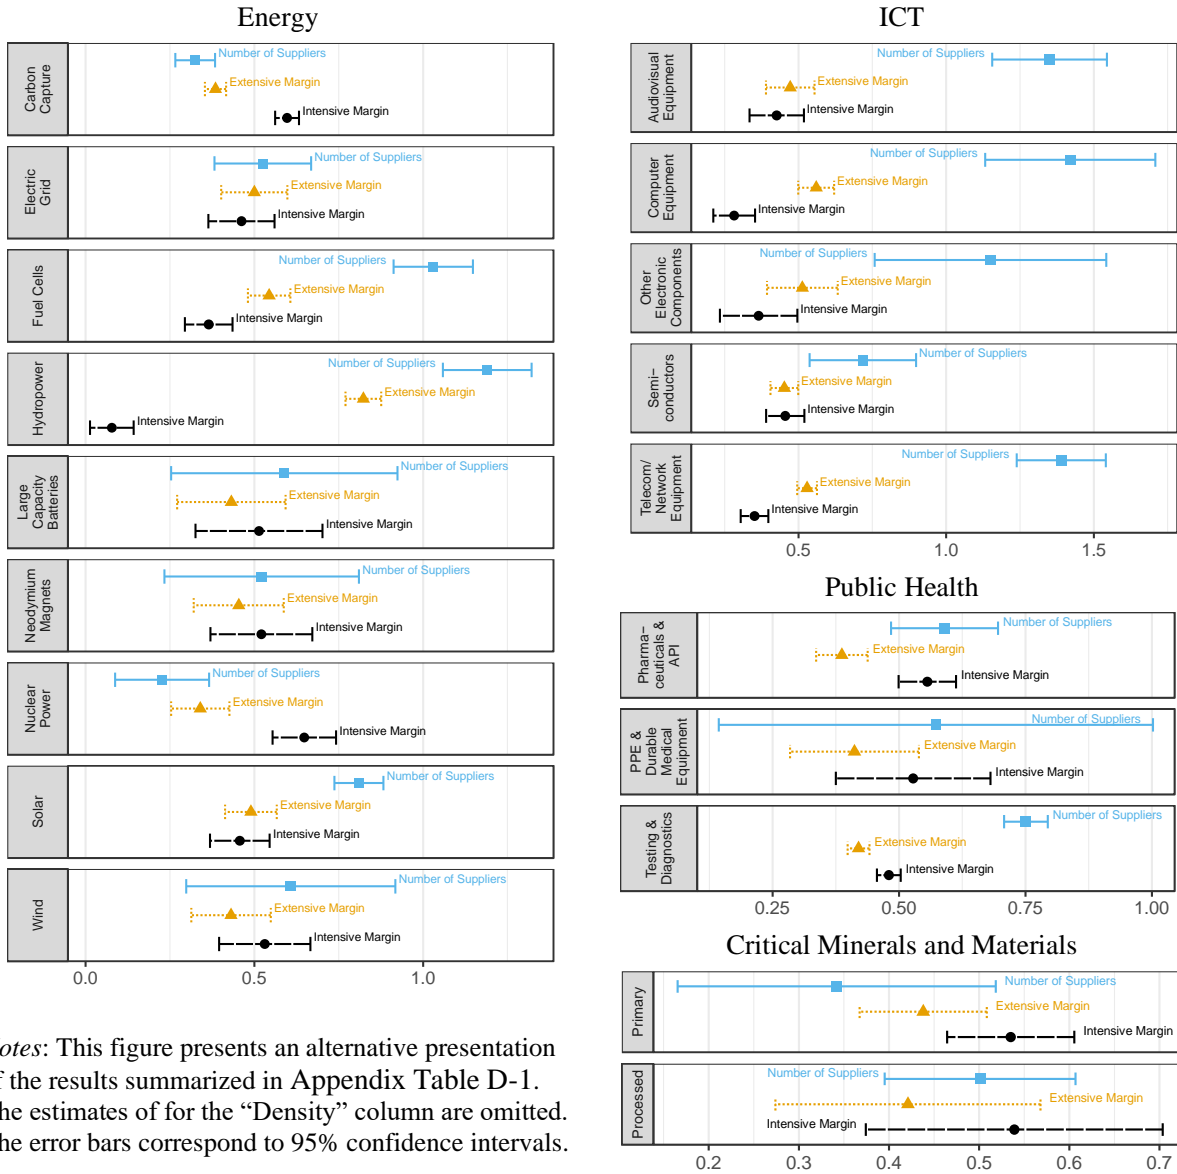 Energy
Carbon
Capture
Number of Suppliers
Extensive Margin
Intensive Margin
Electric
Grid
Number of Suppliers
Extensive Margin
Intensive Margin
Fuel Cells
Number of Suppliers
Extensive Margin
Intensive Margin
Hydropower
Number of Suppliers
Extensive Margin
Intensive Margin
Large
Capacity
Batteries
Number of Suppliers
Extensive Margin
Intensive Margin
Neodymium
Magnets
Number of Suppliers
Extensive Margin
Intensive Margin
Nuclear
Power
Number of Suppliers
Extensive Margin
Intensive Margin
Solar
Number of Suppliers
Extensive Margin
Intensive Margin
Wind
Number of Suppliers
Extensive Margin
Intensive Margin
0.0 0.5 1.0
otes: This figure presents an alternative presentation
f the results summarized in Appendix Table D-1.
he estimates of for the “Density” column are omitted.
he error bars correspond to 95% confidence intervals.
ICT
Audiovisual
Equipment
Number of Suppliers
Extensive Margin
Intensive Margin
Computer
Equipment
Number of Suppliers
Extensive Margin
Intensive Margin
Other
Electronic
Components
Number of Suppliers
Extensive Margin
Intensive Margin
Semi−
conductors
Number of Suppliers
Extensive Margin
Intensive Margin
Telecom/
Network
Equipment
Number of Suppliers
Extensive Margin
Intensive Margin
0.5 1.0 1.5
Public Health
Pharma−
ceuticals &
API
Number of Suppliers
Extensive Margin
Intensive Margin
PPE &
Durable
Medical
Equipment
Number of Suppliers
Extensive Margin
Intensive Margin
Testing &
Diagnostics
Number of Suppliers
Extensive Margin
Intensive Margin
0.25 0.50 0.75 1.00
Critical Minerals and Materials
Primary
Number of Suppliers
Extensive Margin
Intensive Margin
Processed
Number of Suppliers
Extensive Margin
Intensive Margin
0.2 0.3 0.4 0.5 0.6 0.7